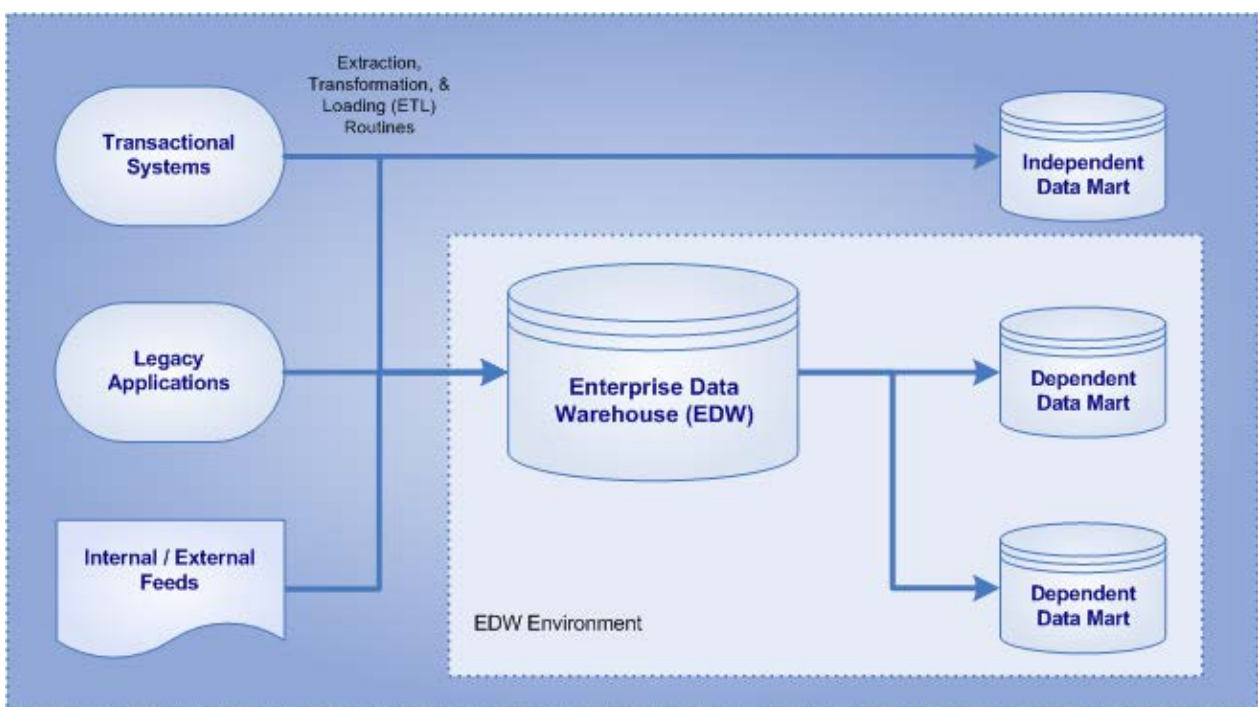 Extraction,
Transformation, &
Loading (ETL)
Routines
Transactional
Systems
Independent
Data Mart
Legacy
Applications
Enterprise Data
Warehouse (EDW)
Dependent
Data Mart
Internal / External
Feeds
Dependent
Data Mart
EDW Environment